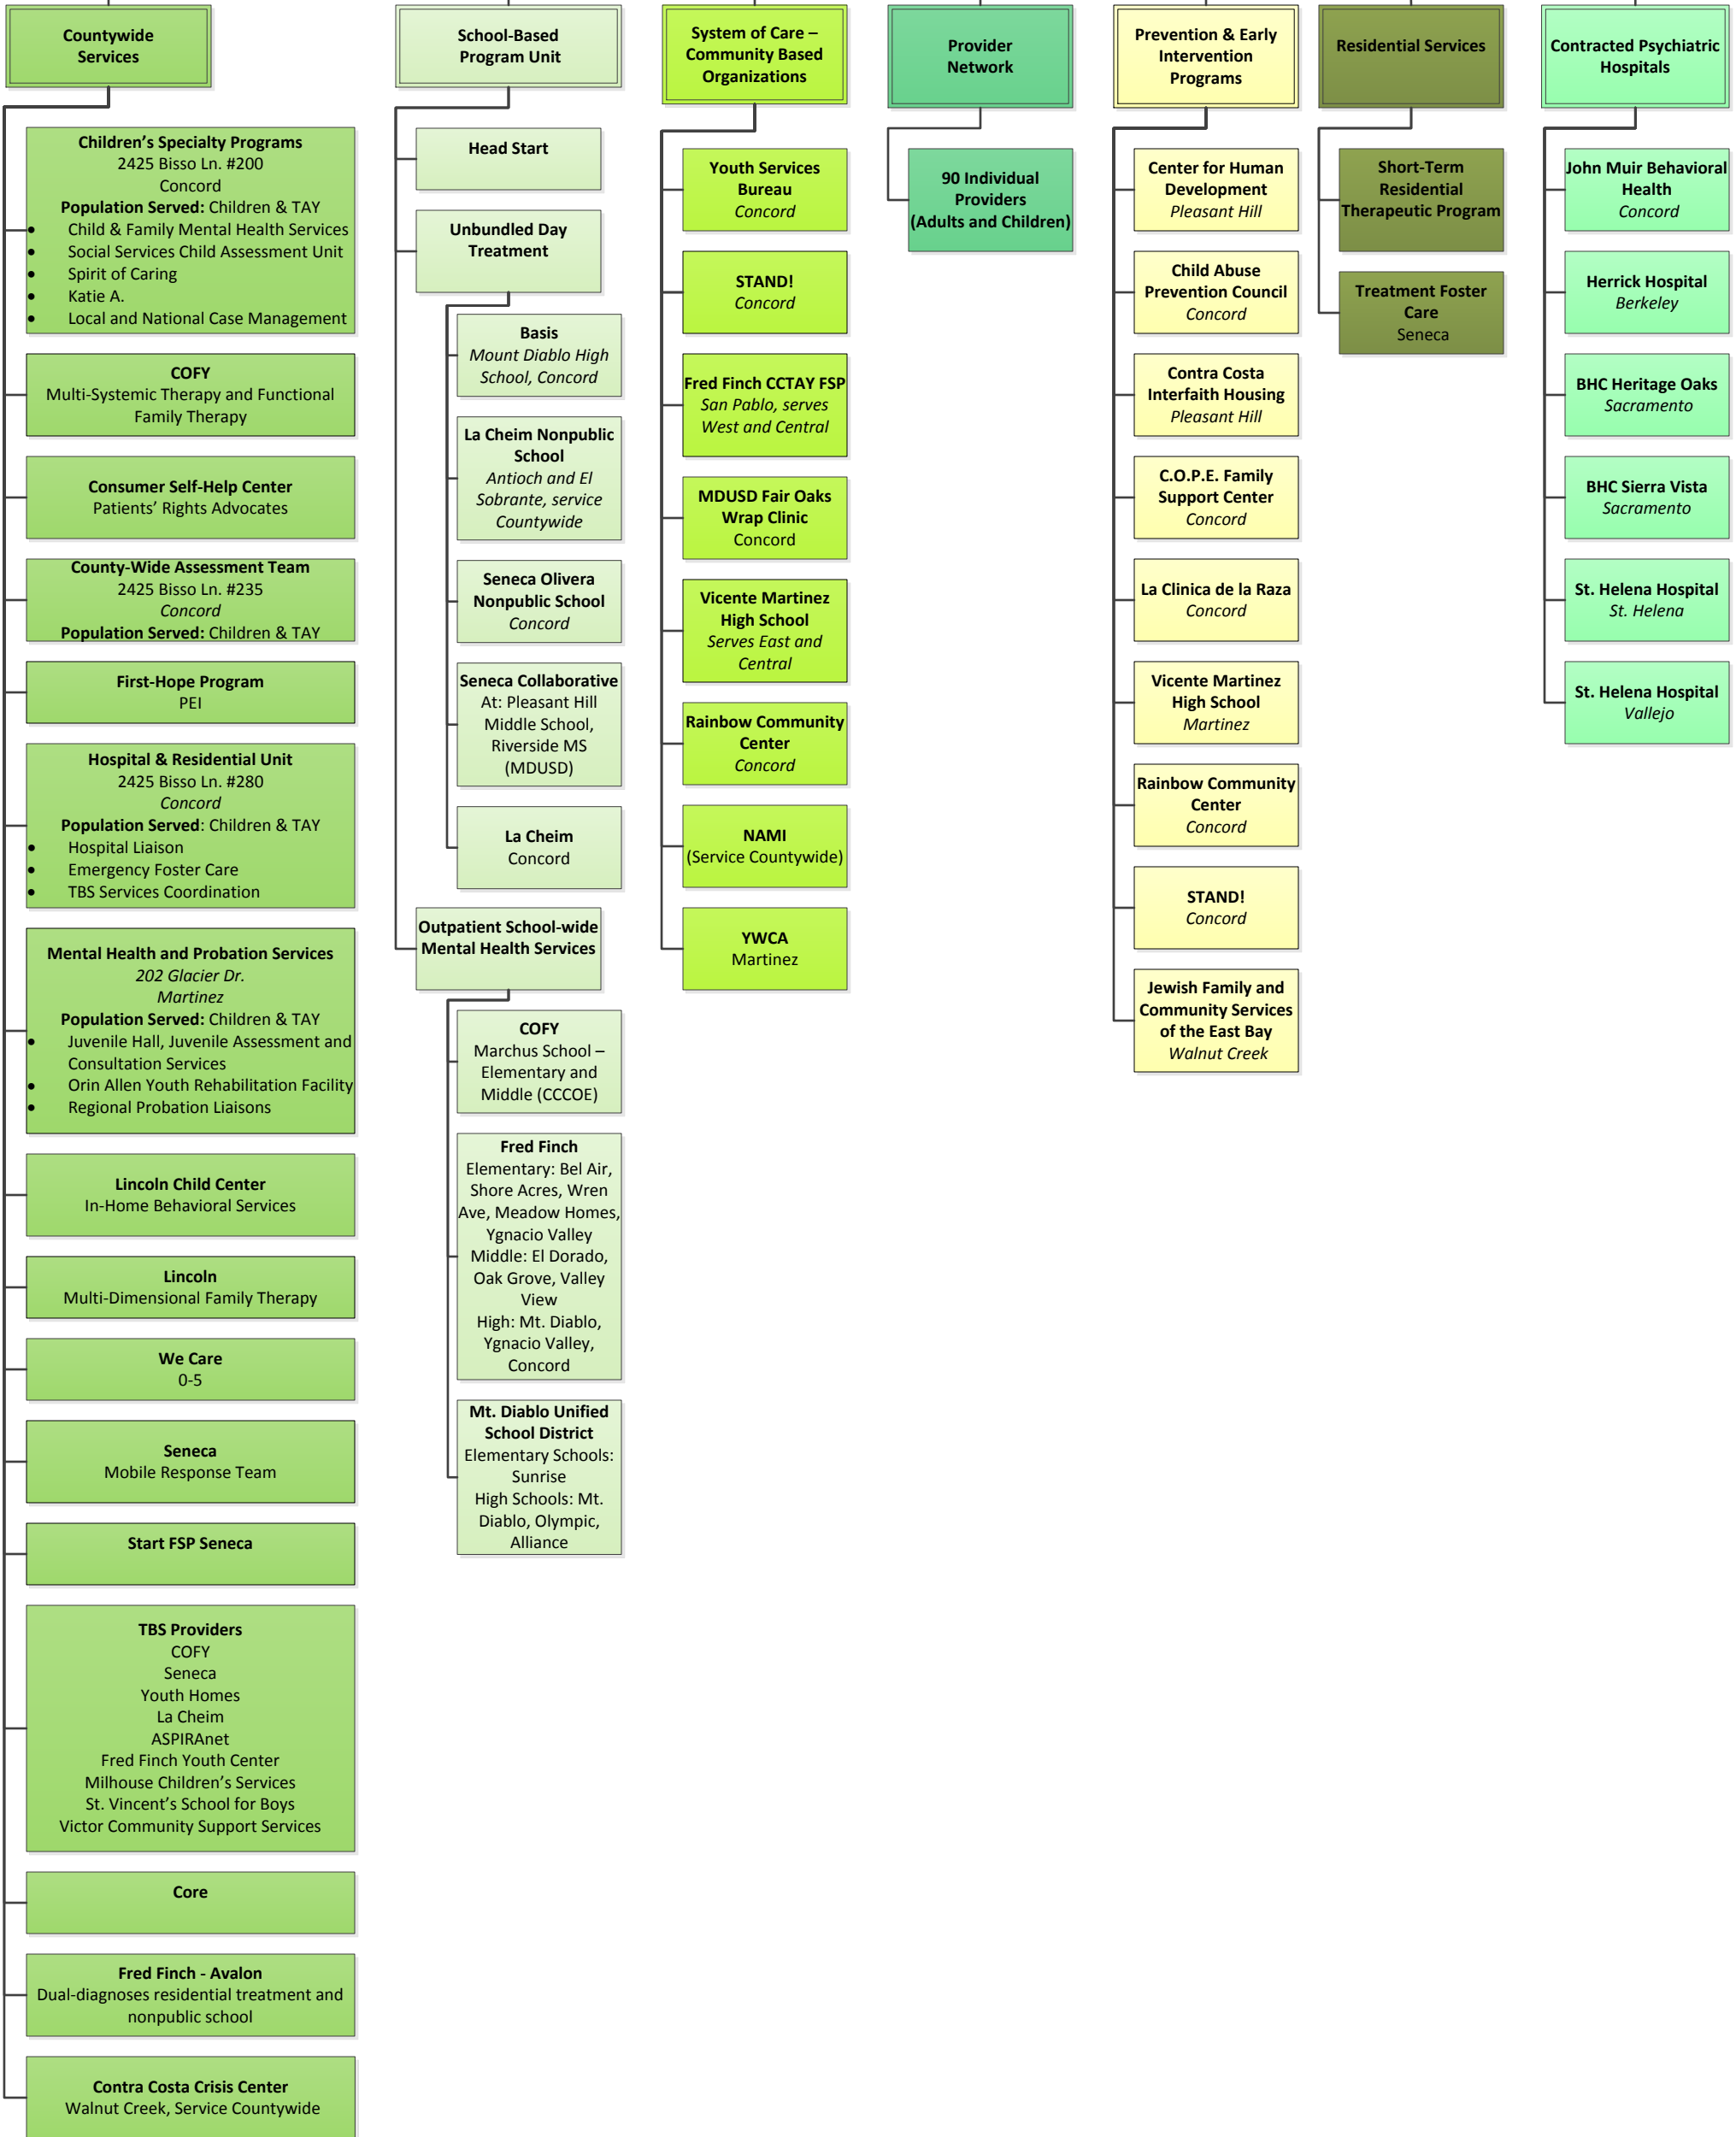 Countywide
Services
Children's Specialty Programs
2425 Bisso Ln. #200
Concord
Population Served: Children & TAY
• Child & Family Mental Health Services
• Social Services Child Assessment Unit
• Spirit of Caring
• Katie A.
• Local and National Case Management
COFY
Multi-Systemic Therapy and Functional
Family Therapy
Consumer Self-Help Center
Patients' Rights Advocates
County-Wide Assessment Team
2425 Bisso Ln. #235
Concord
Population Served: Children & TAY
First-Hope Program
PEI
Hospital & Residential Unit
2425 Bisso Ln. #280
Concord
Population Served: Children & TAY
• Hospital Liaison
• Emergency Foster Care
• TBS Services Coordination
Mental Health and Probation Services
202 Glacier Dr.
Martinez
Population Served: Children & TAY
• Juvenile Hall, Juvenile Assessment and
Consultation Services
• Orin Allen Youth Rehabilitation Facility
• Regional Probation Liaisons
Lincoln Child Center
In-Home Behavioral Services
Lincoln
Multi-Dimensional Family Therapy
We Care
0-5
Seneca
Mobile Response Team
Start FSP Seneca
TBS Providers
COFY
Seneca
Youth Homes
La Cheim
ASPIRAnet
Fred Finch Youth Center
Milhouse Children's Services
St. Vincent's School for Boys
Victor Community Support Services
Core
Fred Finch - Avalon
Dual-diagnoses residential treatment and
nonpublic school
Contra Costa Crisis Center
Walnut Creek, Service Countywide
School-Based
Program Unit
Head Start
Unbundled Day
Treatment
Basis
Mount Diablo High
School, Concord
La Cheim Nonpublic
School
Antioch and El
Sobrante, service
Countywide
Seneca Olivera
Nonpublic School
Concord
Seneca Collaborative
At: Pleasant Hill
Middle School,
Riverside MS
(MDUSD)
La Cheim
Concord
Outpatient School-wide
Mental Health Services
COFY
Marchus School –
Elementary and
Middle (CCCOE)
Fred Finch
Elementary: Bel Air,
Shore Acres, Wren
Ave, Meadow Homes,
Ygnacio Valley
Middle: El Dorado,
Oak Grove, Valley
View
High: Mt. Diablo,
Ygnacio Valley,
Concord
Mt. Diablo Unified
School District
Elementary Schools:
Sunrise
High Schools: Mt.
Diablo, Olympic,
Alliance
System of Care –
Community Based
Organizations
Youth Services
Bureau
Concord
STAND!
Concord
Fred Finch CCTAY FSP
San Pablo, serves
West and Central
MDUSD Fair Oaks
Wrap Clinic
Concord
Vicente Martinez
High School
Serves East and
Central
Rainbow Community
Center
Concord
NAMI
(Service Countywide)
YWCA
Martinez
Provider
Network
90 Individual
Providers
(Adults and Children)
Prevention & Early
Intervention
Programs
Center for Human
Development
Pleasant Hill
Child Abuse
Prevention Council
Concord
Contra Costa
Interfaith Housing
Pleasant Hill
C.O.P.E. Family
Support Center
Concord
La Clinica de la Raza
Concord
Vicente Martinez
High School
Martinez
Rainbow Community
Center
Concord
STAND!
Concord
Jewish Family and
Community Services
of the East Bay
Walnut Creek
Residential Services
Short-Term
Residential
Therapeutic Program
Treatment Foster
Care
Seneca
Contracted Psychiatric
Hospitals
John Muir Behavioral
Health
Concord
Herrick Hospital
Berkeley
BHC Heritage Oaks
Sacramento
BHC Sierra Vista
Sacramento
St. Helena Hospital
St. Helena
St. Helena Hospital
Vallejo